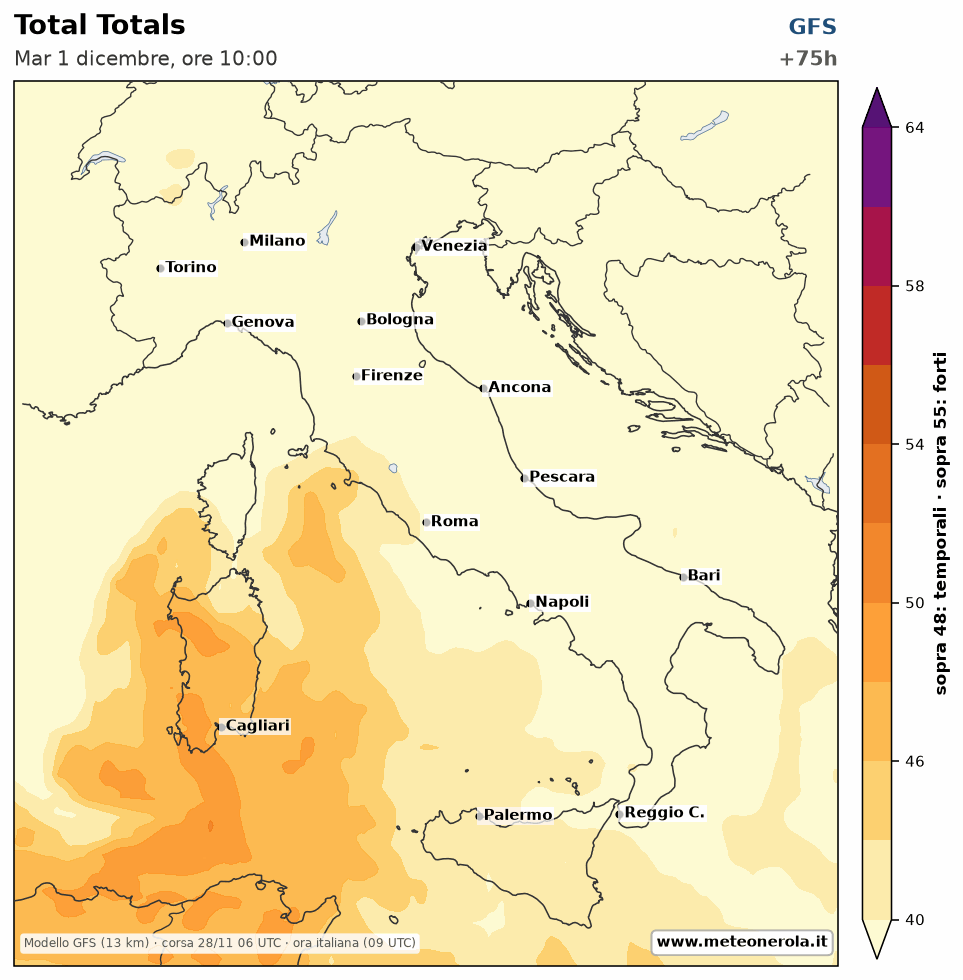 Total Totals
GFS
Mar 1 dicembre, ore 10:00
+75h
64
58
54
50
46
40
sopra 48: temporali · sopra 55: forti
Milano
Venezia
Torino
Genova
Bologna
Firenze
Ancona
Pescara
Roma
Bari
Napoli
Cagliari
Palermo
Reggio C.
Modello GFS (13 km) · corsa 28/11 06 UTC · ora italiana (09 UTC)
www.meteonerola.it